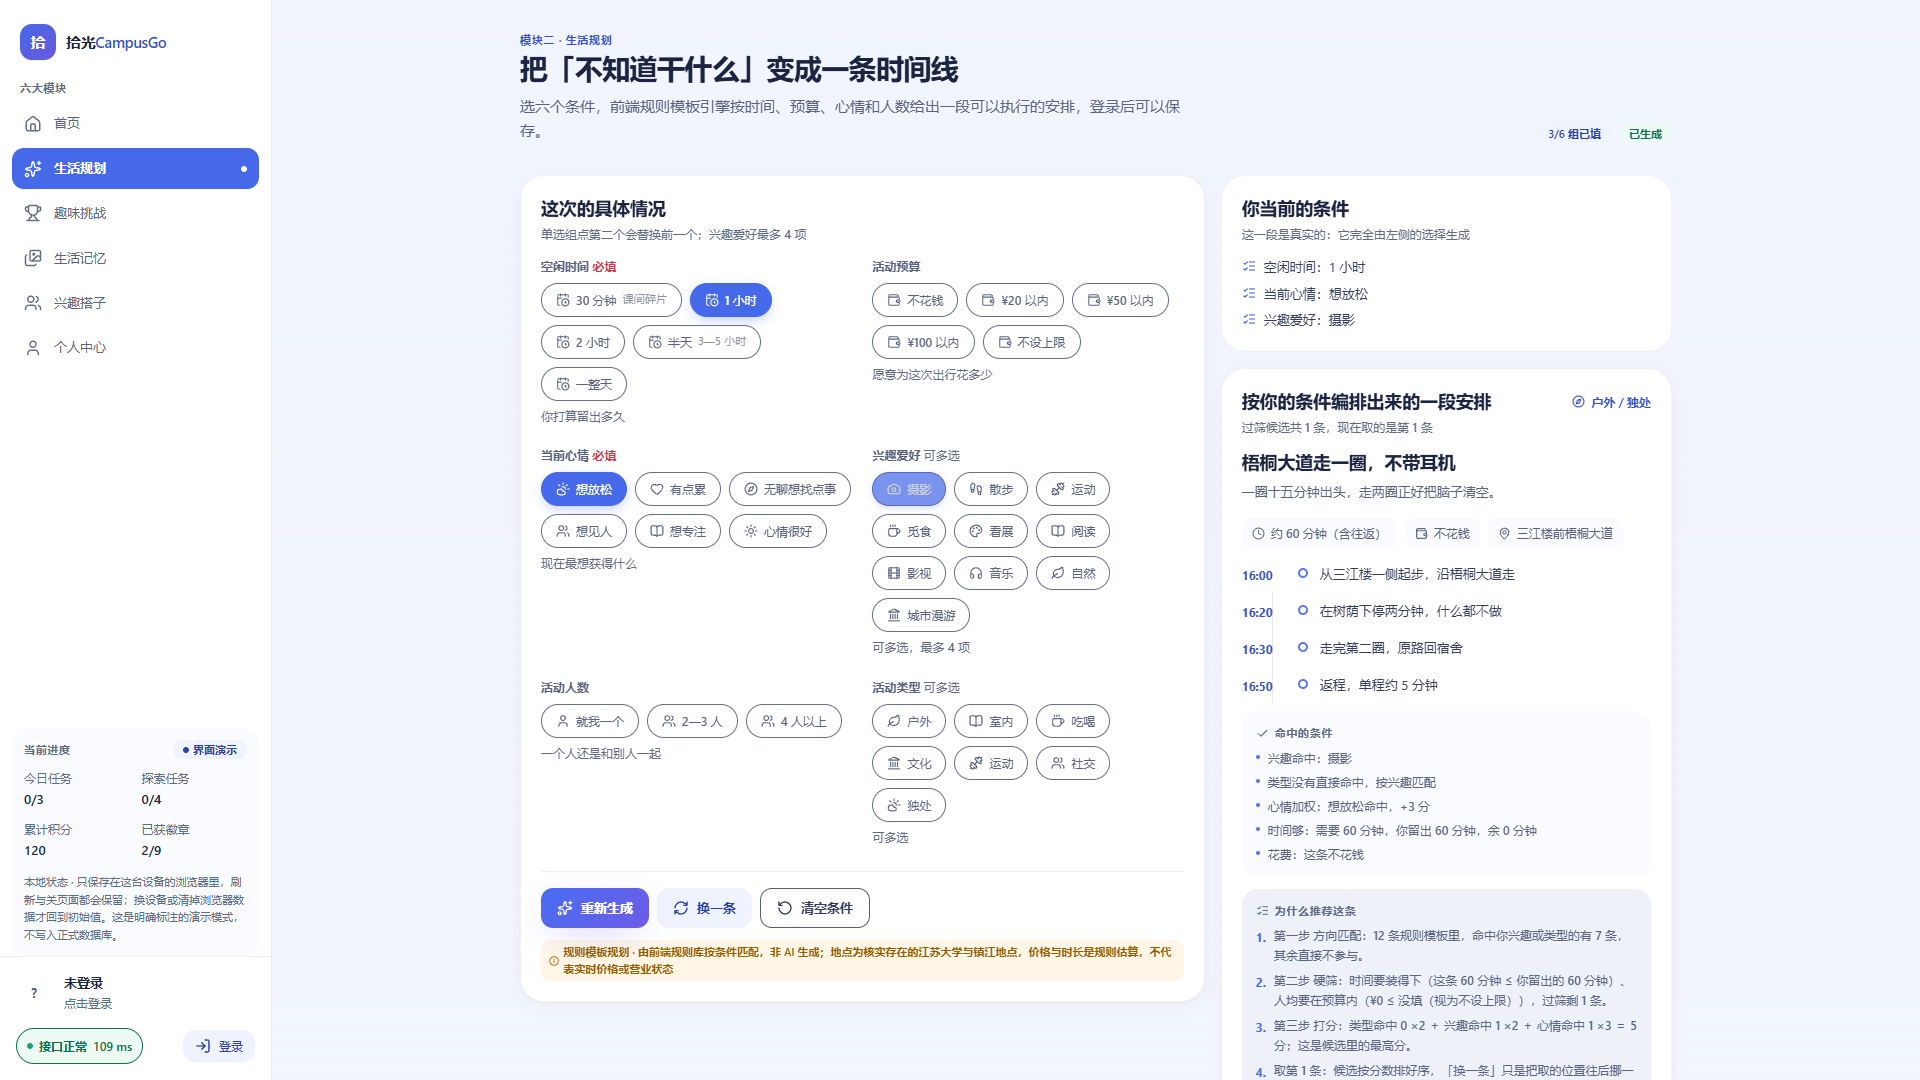 拾 拾光CampusGo
六大模块
首页
生活规划
趣味挑战
生活记忆
兴趣搭子
个人中心
当前进度 界面演示
今日任务 探索任务
0/3 0/4
累计积分 已获徽章
120 2/9
本地状态 · 只保存在这台设备的浏览器里，刷
新与关页面都会保留；换设备或清掉浏览器数
据才回到初始值。这是明确标注的演示模式，
不写入正式数据库。
? 未登录
点击登录
接口正常 109 ms 登录
模块二 · 生活规划
把「不知道干什么」变成一条时间线
选六个条件，前端规则模板引擎按时间、预算、心情和人数给出一段可以执行的安排，登录后可以保
存。
3/6 组已填 已生成
这次的具体情况
单选组点第二个会替换前一个；兴趣爱好最多 4 项
空闲时间 必填
30 分钟 课间碎片 1 小时
2 小时 半天 3—5 小时
一整天
你打算留出多久
活动预算
不花钱 ¥20 以内 ¥50 以内
¥100 以内 不设上限
愿意为这次出行花多少
当前心情 必填
想放松 有点累 无聊想找点事
想见人 想专注 心情很好
现在最想获得什么
兴趣爱好 可多选
摄影 散步 运动
觅食 看展 阅读
影视 音乐 自然
城市漫游
可多选，最多 4 项
活动人数
就我一个 2—3 人 4 人以上
一个人还是和别人一起
活动类型 可多选
户外 室内 吃喝
文化 运动 社交
独处
可多选
重新生成 换一条 清空条件
规则模板规划 · 由前端规则库按条件匹配，非 AI 生成；地点为核实存在的江苏大学与镇江地点，价格与时长是规则估算，不代
表实时价格或营业状态
你当前的条件
这一段是真实的：它完全由左侧的选择生成
空闲时间：1 小时
当前心情：想放松
兴趣爱好：摄影
按你的条件编排出来的一段安排 户外 / 独处
过筛候选共 1 条，现在取的是第 1 条
梧桐大道走一圈，不带耳机
一圈十五分钟出头，走两圈正好把脑子清空。
约 60 分钟（含往返） 不花钱 三江楼前梧桐大道
16:00 从三江楼一侧起步，沿梧桐大道走
16:20 在树荫下停两分钟，什么都不做
16:30 走完第二圈，原路回宿舍
16:50 返程，单程约 5 分钟
命中的条件
兴趣命中：摄影
类型没有直接命中，按兴趣匹配
心情加权：想放松命中，+3 分
时间够：需要 60 分钟，你留出 60 分钟，余 0 分钟
花费：这条不花钱
为什么推荐这条
1. 第一步 方向匹配：12 条规则模板里，命中你兴趣或类型的有 7 条，
其余直接不参与。
2. 第二步 硬筛：时间要装得下（这条 60 分钟 ≤ 你留出的 60 分钟）、
人均要在预算内（¥0 ≤ 没填（视为不设上限）），过筛剩 1 条。
3. 第三步 打分：类型命中 0 ×2 + 兴趣命中 1 ×2 + 心情命中 1 ×3 = 5
分；这是候选里的最高分。
4. 取第 1 条：候选按分数排好序，「换一条」只是把取的位置往后挪一